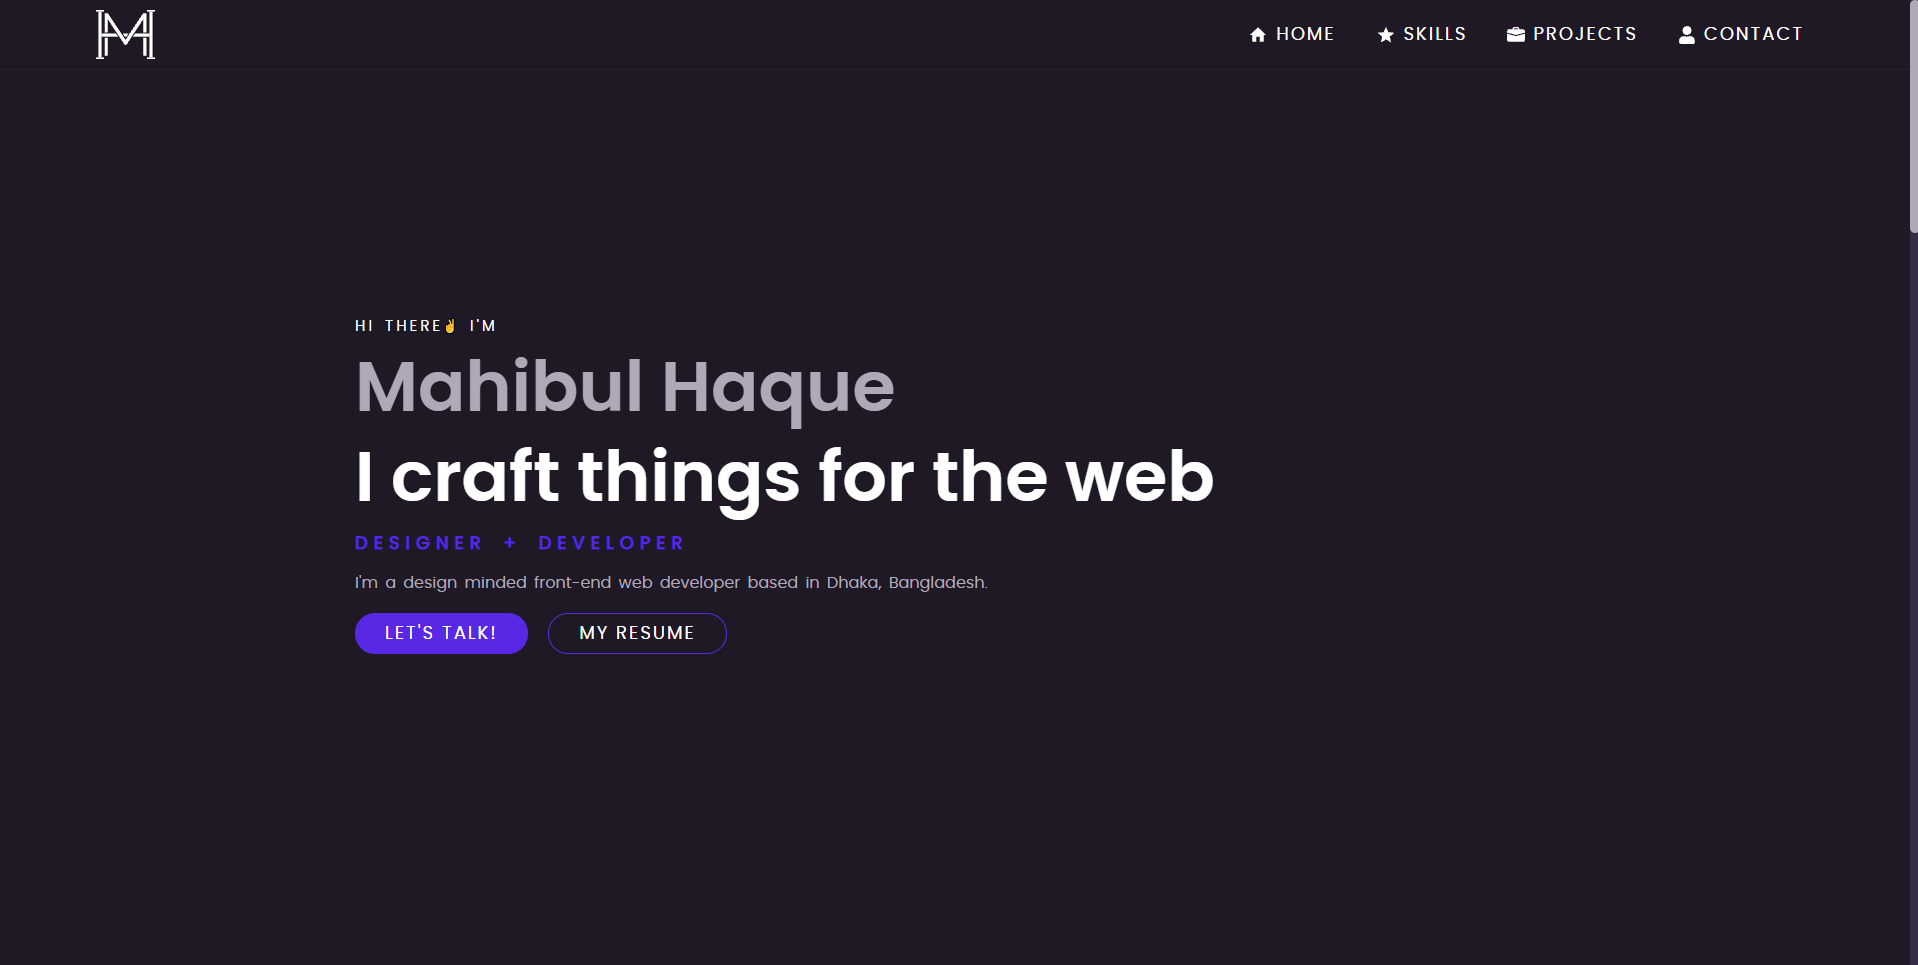 MH
HOME SKILLS PROJECTS CONTACT
HI THERE✌ I'M
Mahibul Haque
I craft things for the web
DESIGNER + DEVELOPER
I'm a design minded front-end web developer based in Dhaka, Bangladesh.
LET'S TALK! MY RESUME